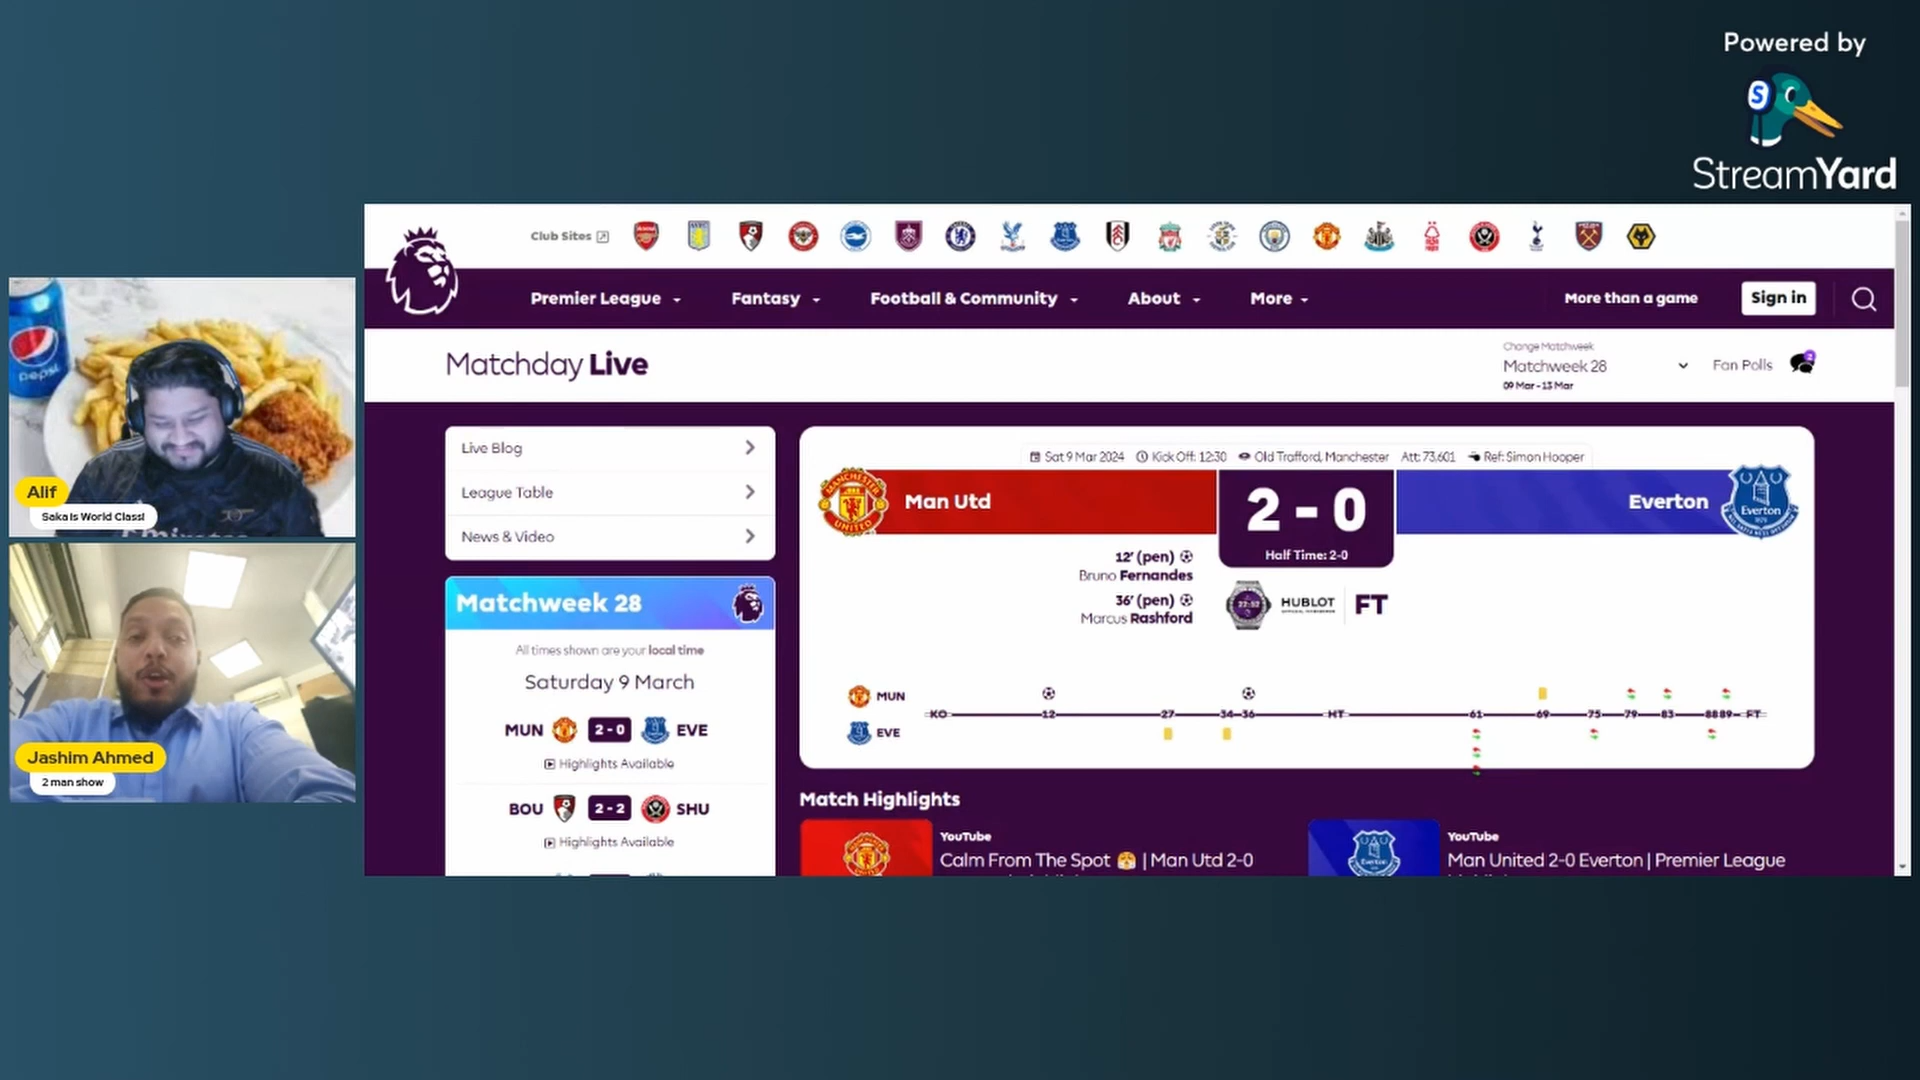 Powered by
StreamYard
Club Sites
Premier League
Fantasy
Football & Community
About
More
More than a game
Sign in
Matchday Live
Change Matchweek
Matchweek 28
09 Mar - 13 Mar
Fan Polls
2
Live Blog
League Table
News & Video
Matchweek 28
All times shown are your local time
Saturday 9 March
MUN 2 - 0 EVE
Highlights Available
BOU 2 - 2 SHU
Highlights Available
Sat 9 Mar 2024 Kick Off: 12:30 Old Trafford, Manchester Att: 73,601 Ref: Simon Hooper
Man Utd 2 - 0 Everton
Half Time: 2-0
12' (pen)
Bruno Fernandes
36' (pen)
Marcus Rashford
HUBLOT FT
MUN
KO 12 27 34 36 HT 61 69 75 79 83 88 89 FT
EVE
Match Highlights
YouTube
Calm From The Spot | Man Utd 2-0
YouTube
Man United 2-0 Everton | Premier League
pepsi
Alif
Saka is World Class!
Emirates
Jashim Ahmed
2 man show